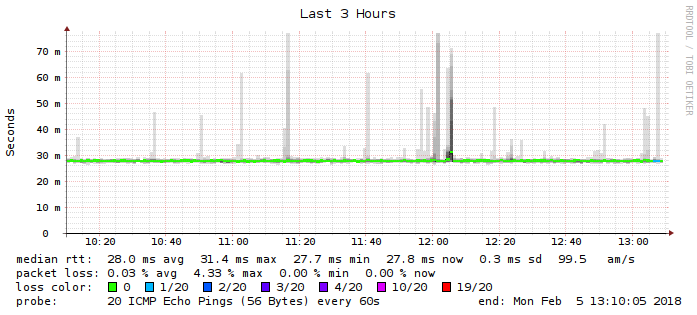 Last 3 Hours
RRDTOOL / TOBI OETIKER
Seconds
70 m
60 m
50 m
40 m
30 m
20 m
10 m
0
10:20 10:40 11:00 11:20 11:40 12:00 12:20 12:40 13:00
median rtt: 28.0 ms avg 31.4 ms max 27.7 ms min 27.8 ms now 0.3 ms sd 99.5 am/s
packet loss: 0.03 % avg 4.33 % max 0.00 % min 0.00 % now
loss color: 0 1/20 2/20 3/20 4/20 10/20 19/20
probe: 20 ICMP Echo Pings (56 Bytes) every 60s end: Mon Feb 5 13:10:05 2018